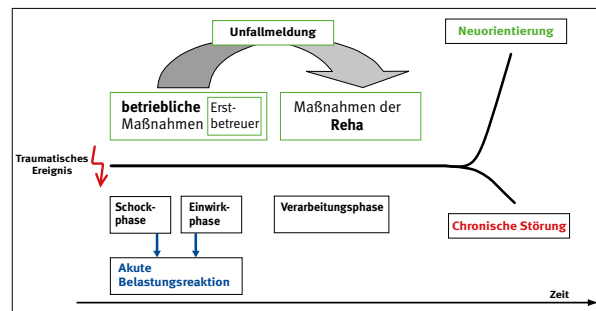 Unfallmeldung
Neuorientierung
betriebliche
Maßnahmen
Erst-
betreuer
Maßnahmen der
Reha
Traumatisches
Ereignis
Schock-
phase
Einwirk-
phase
Verarbeitungsphase
Chronische Störung
Akute
Belastungsreaktion
Zeit